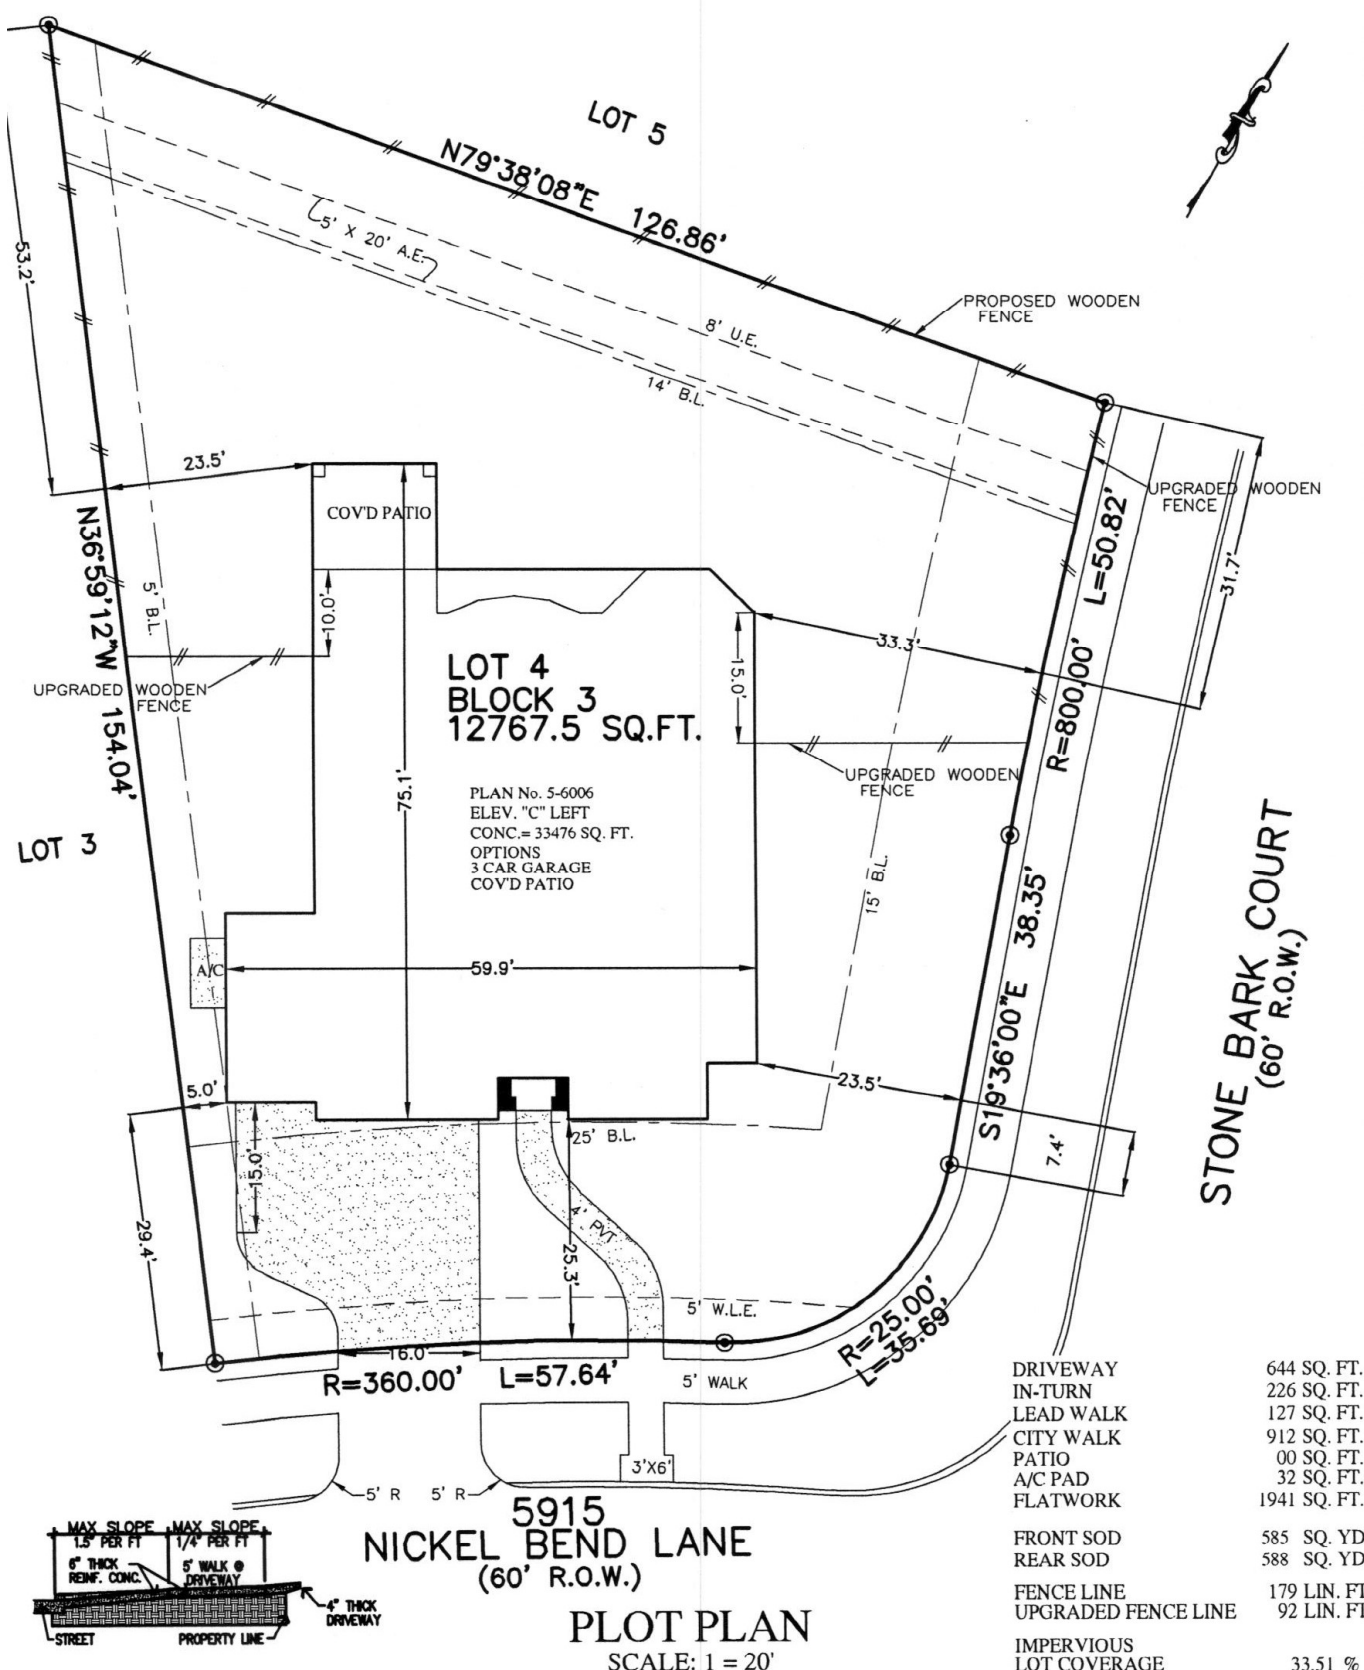 LOT 5
N79°38'08"E 126.86'
5' X 20' A.E.
8' U.E.
14' B.L.
PROPOSED WOODEN
FENCE
53.2'
23.5'
COV'D PATIO
UPGRADED WOODEN
FENCE
L=50.82'
R=800.00'
31.7'
N36°59'12"W 154.04'
5' B.L.
10.0'
UPGRADED WOODEN
FENCE
33.3'
15.0'
LOT 4
BLOCK 3
12767.5 SQ.FT.
UPGRADED WOODEN
FENCE
75.1'
PLAN No. 5-6006
ELEV. "C" LEFT
CONC.= 33476 SQ. FT.
OPTIONS
3 CAR GARAGE
COV'D PATIO
LOT 3
15' B.L.
S19°36'00"E 38.35'
STONE BARK COURT
(60' R.O.W.)
A/C
59.9'
5.0'
23.5'
7.4'
25' B.L.
15.0'
29.4'
4' PVT
25.3'
5' W.L.E.
R=25.00'
L=35.69'
16.0'
R=360.00' L=57.64'
5' WALK
3'X6'
5' R 5' R
5915
NICKEL BEND LANE
(60' R.O.W.)
PLOT PLAN
SCALE: 1 = 20'
MAX SLOPE MAX SLOPE
1.5" PER FT 1/4" PER FT
6" THICK
REINF. CONC.
5' WALK @
DRIVEWAY
4" THICK
DRIVEWAY
STREET PROPERTY LINE
DRIVEWAY 644 SQ. FT.
IN-TURN 226 SQ. FT.
LEAD WALK 127 SQ. FT.
CITY WALK 912 SQ. FT.
PATIO 00 SQ. FT.
A/C PAD 32 SQ. FT.
FLATWORK 1941 SQ. FT.
FRONT SOD 585 SQ. YD
REAR SOD 588 SQ. YD
FENCE LINE 179 LIN. FT
UPGRADED FENCE LINE 92 LIN. FT
IMPERVIOUS
LOT COVERAGE 33.51 %